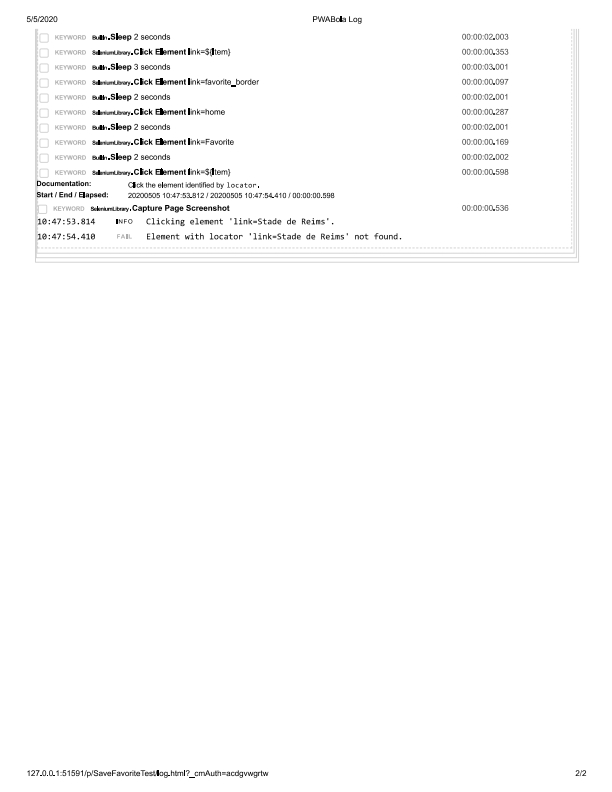 5/5/2020 PWABola Log
KEYWORD BuiltIn.Sleep 2 seconds 00:00:02.003
KEYWORD SeleniumLibrary.Click Element link=${Item} 00:00:00.353
KEYWORD BuiltIn.Sleep 3 seconds 00:00:03.001
KEYWORD SeleniumLibrary.Click Element link=favorite_border 00:00:00.097
KEYWORD BuiltIn.Sleep 2 seconds 00:00:02.001
KEYWORD SeleniumLibrary.Click Element link=home 00:00:00.287
KEYWORD BuiltIn.Sleep 2 seconds 00:00:02.001
KEYWORD SeleniumLibrary.Click Element link=Favorite 00:00:00.169
KEYWORD BuiltIn.Sleep 2 seconds 00:00:02.002
KEYWORD SeleniumLibrary.Click Element link=${Item} 00:00:00.598
Documentation: Click the element identified by locator.
Start / End / Elapsed: 20200505 10:47:53.812 / 20200505 10:47:54.410 / 00:00:00.598
KEYWORD SeleniumLibrary.Capture Page Screenshot 00:00:00.536
10:47:53.814 INFO Clicking element 'link=Stade de Reims'.
10:47:54.410 FAIL Element with locator 'link=Stade de Reims' not found.
127.0.0.1:51591/p/SaveFavoriteTest/log.html?_cmAuth=acdgvwgrtw 2/2